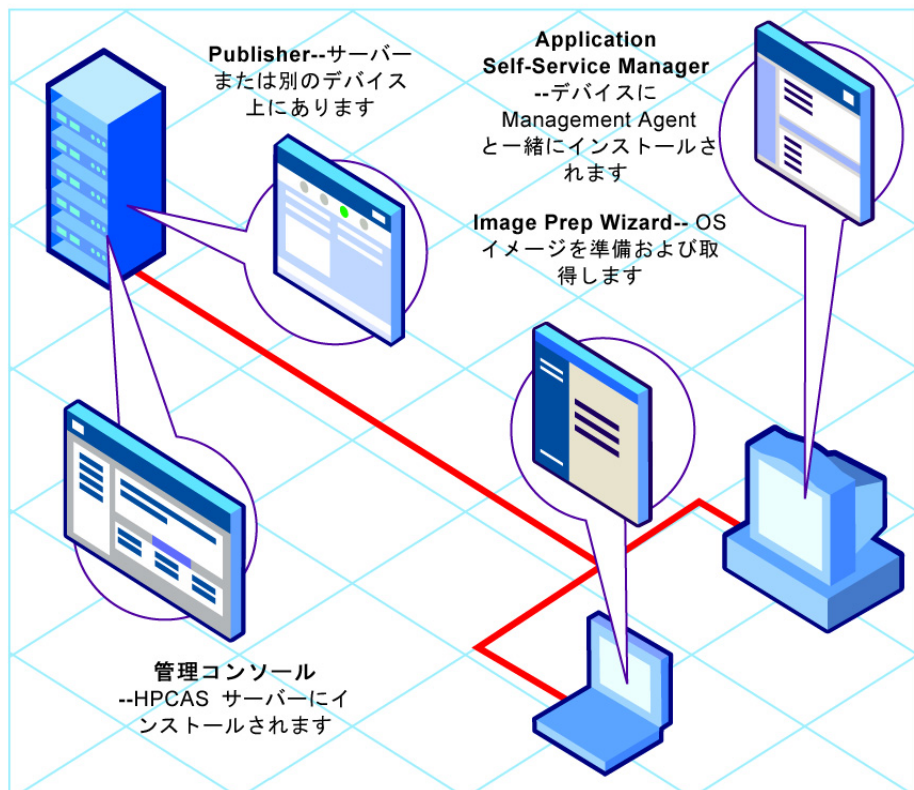 Publisher--サーバー
または別のデバイス
上にあります
Application
Self-Service Manager
--デバイスに
Management Agent
と一緒にインストールさ
れます
Image Prep Wizard-- OS
イメージを準備および取
得します
管理コンソール
--HPCAS サーバーにイ
ンストールされます